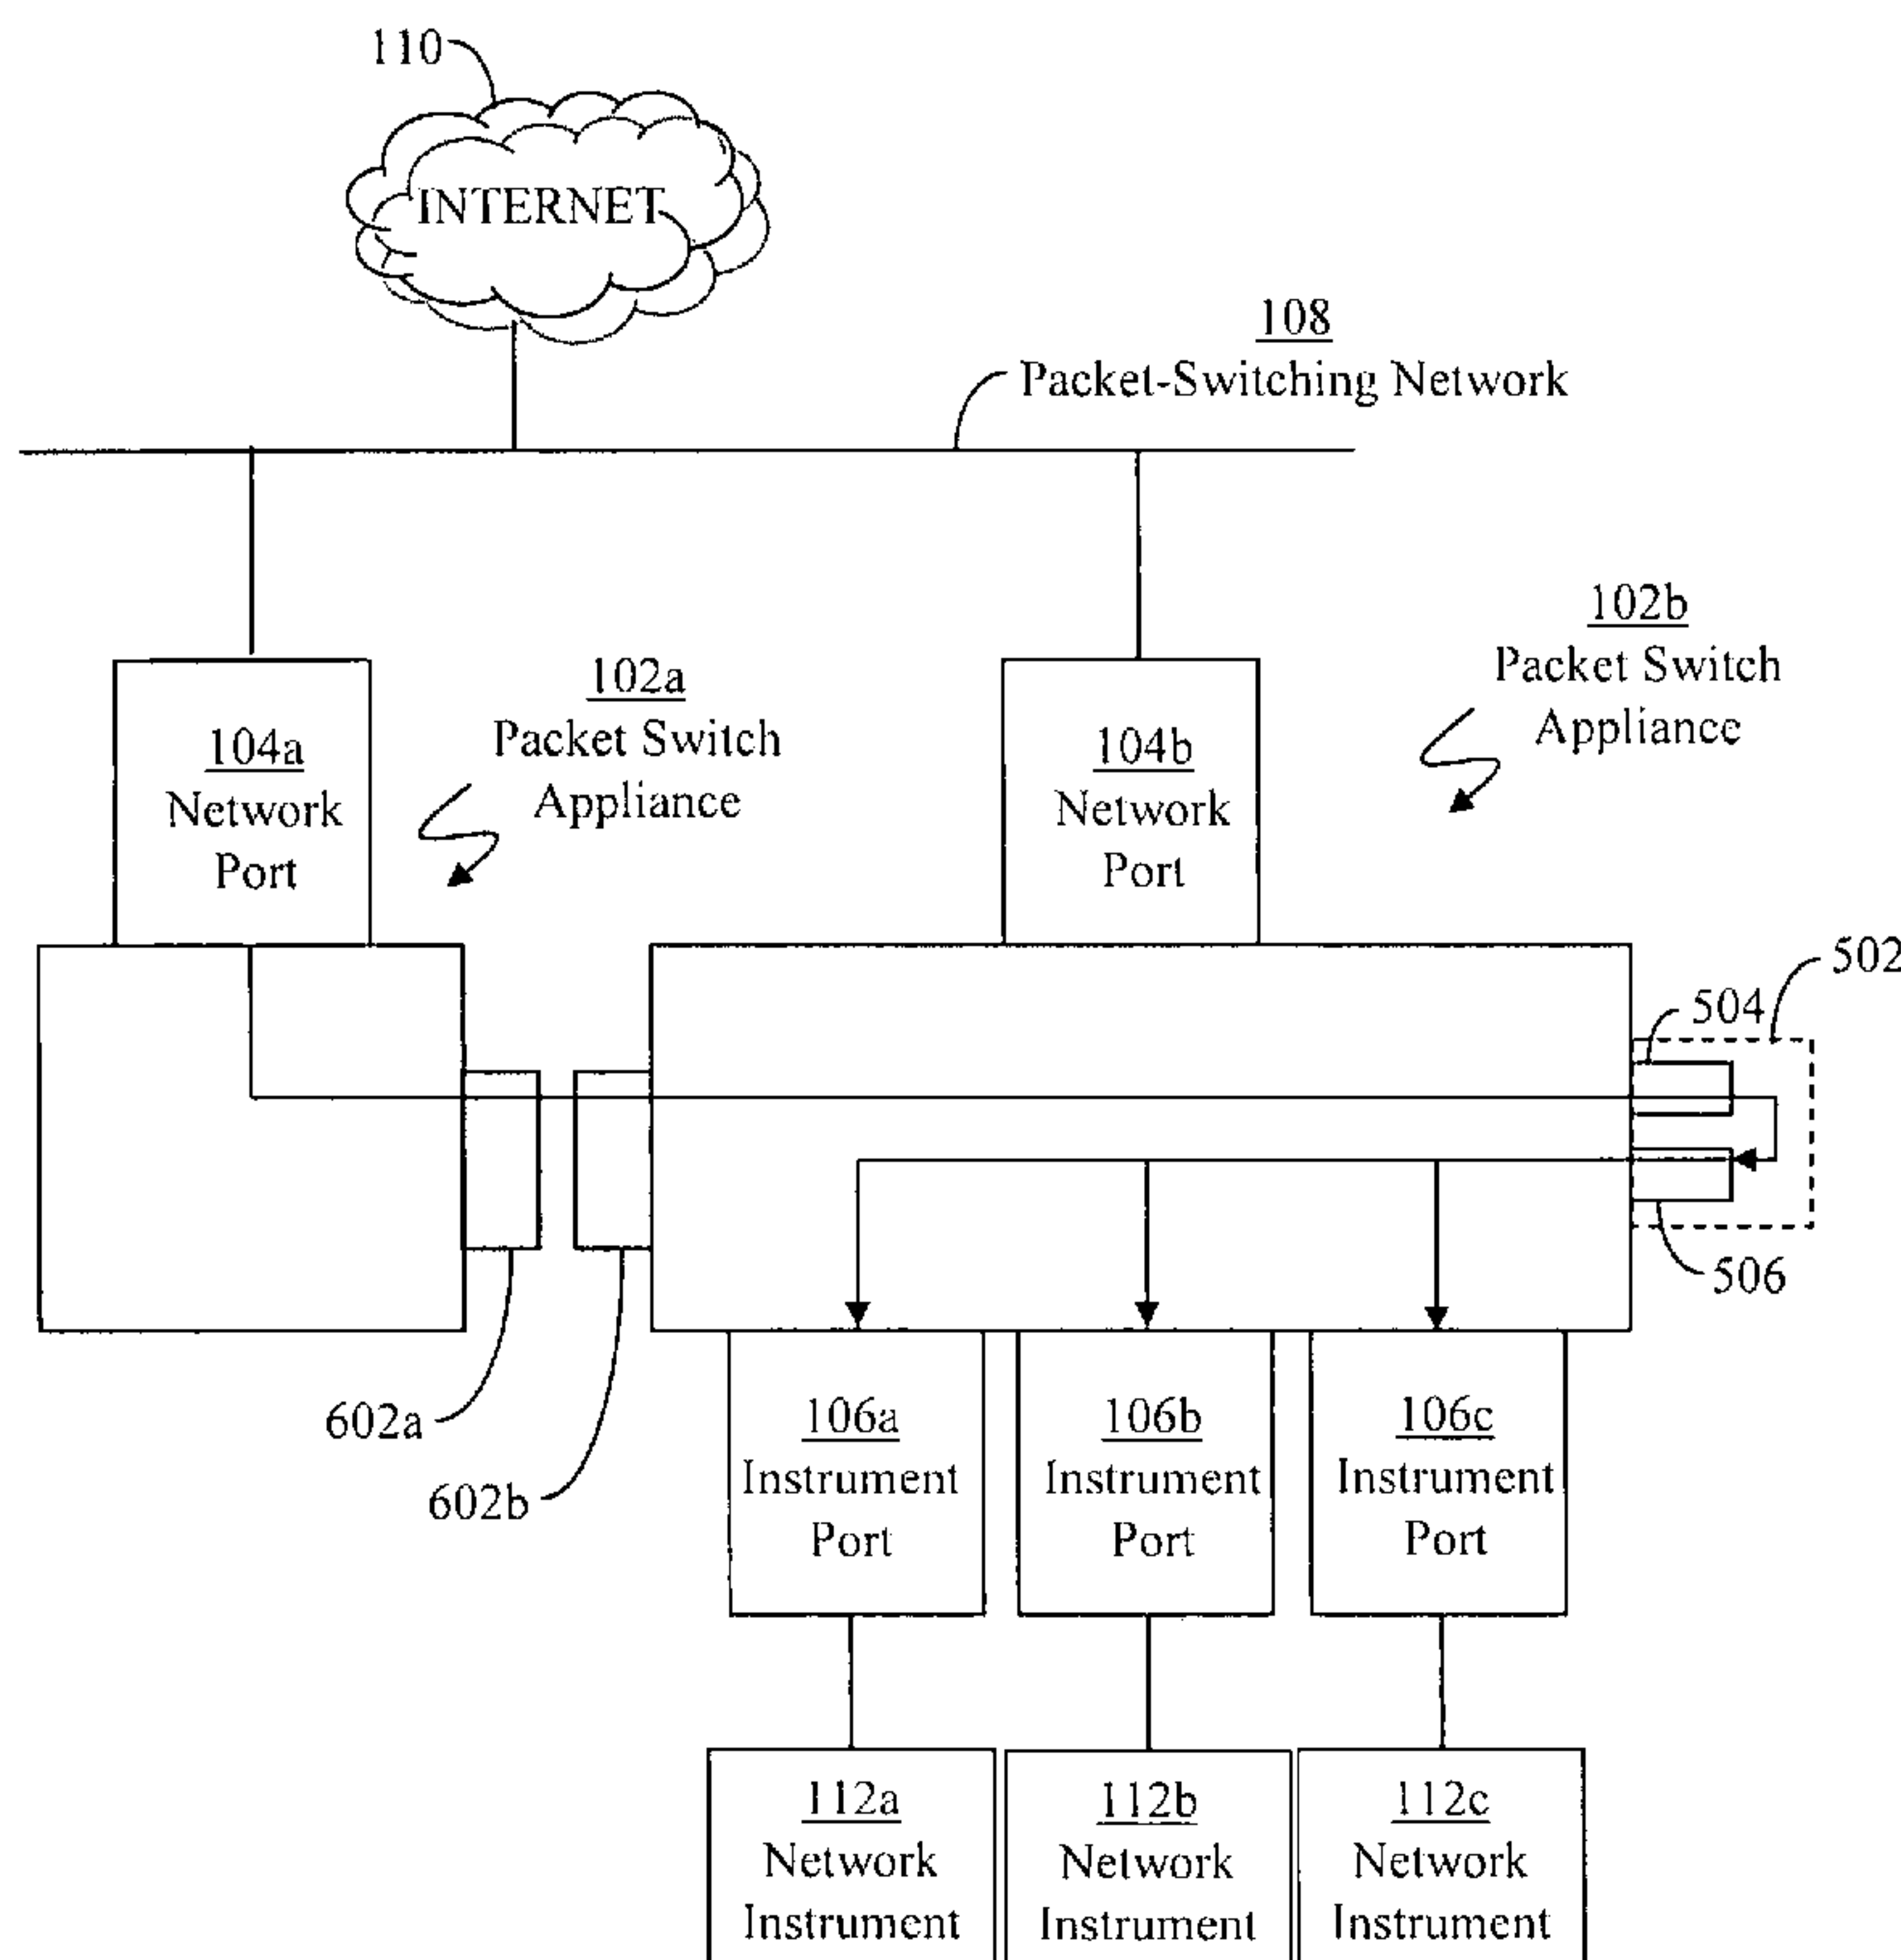 110
INTERNET
108
Packet-Switching Network
102b
Packet Switch
Appliance
102a
Packet Switch
Appliance
104a
Network
Port
104b
Network
Port
502
504
506
602a
602b
106a
Instrument
Port
106b
Instrument
Port
106c
Instrument
Port
112a
Network
Instrument
112b
Network
Instrument
112c
Network
Instrument